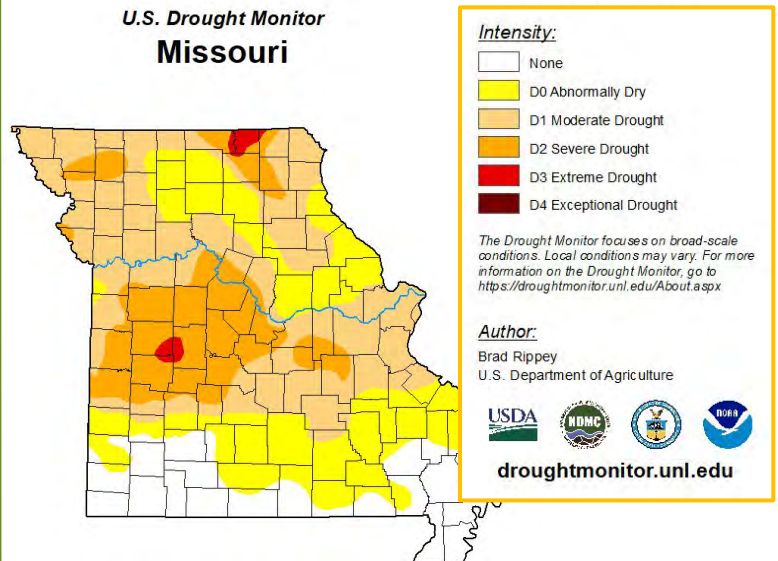 U.S. Drought Monitor
Missouri
Intensity:
None
D0 Abnormally Dry
D1 Moderate Drought
D2 Severe Drought
D3 Extreme Drought
D4 Exceptional Drought
The Drought Monitor focuses on broad-scale
conditions. Local conditions may vary. For more
information on the Drought Monitor, go to
https://droughtmonitor.unl.edu/About.aspx
Author:
Brad Rippey
U.S. Department of Agriculture
USDA
NDMC
NOAA
droughtmonitor.unl.edu